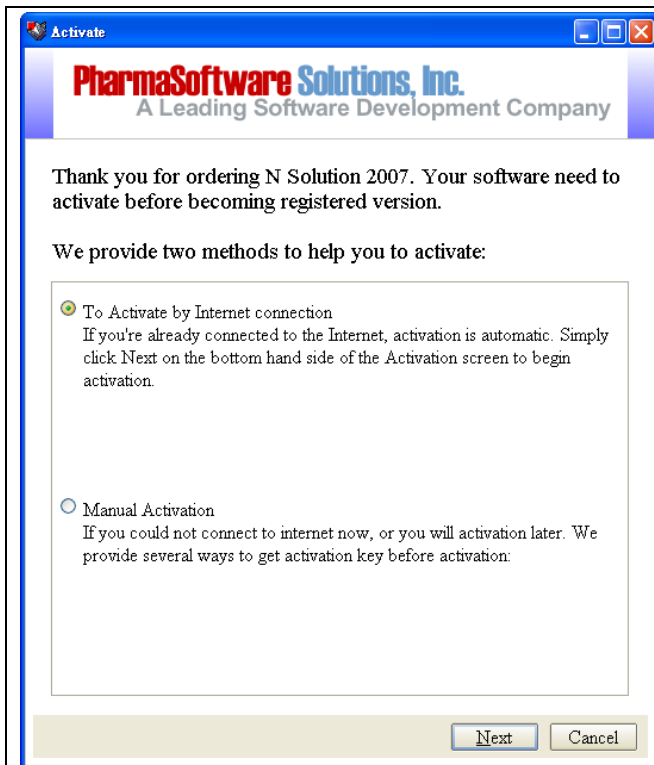 Activate
PharmaSoftware Solutions, Inc.
A Leading Software Development Company
Thank you for ordering N Solution 2007. Your software need to
activate before becoming registered version.
We provide two methods to help you to activate:
To Activate by Internet connection
If you're already connected to the Internet, activation is automatic. Simply
click Next on the bottom hand side of the Activation screen to begin
activation.
Manual Activation
If you could not connect to internet now, or you will activation later. We
provide several ways to get activation key before activation:
Next Cancel